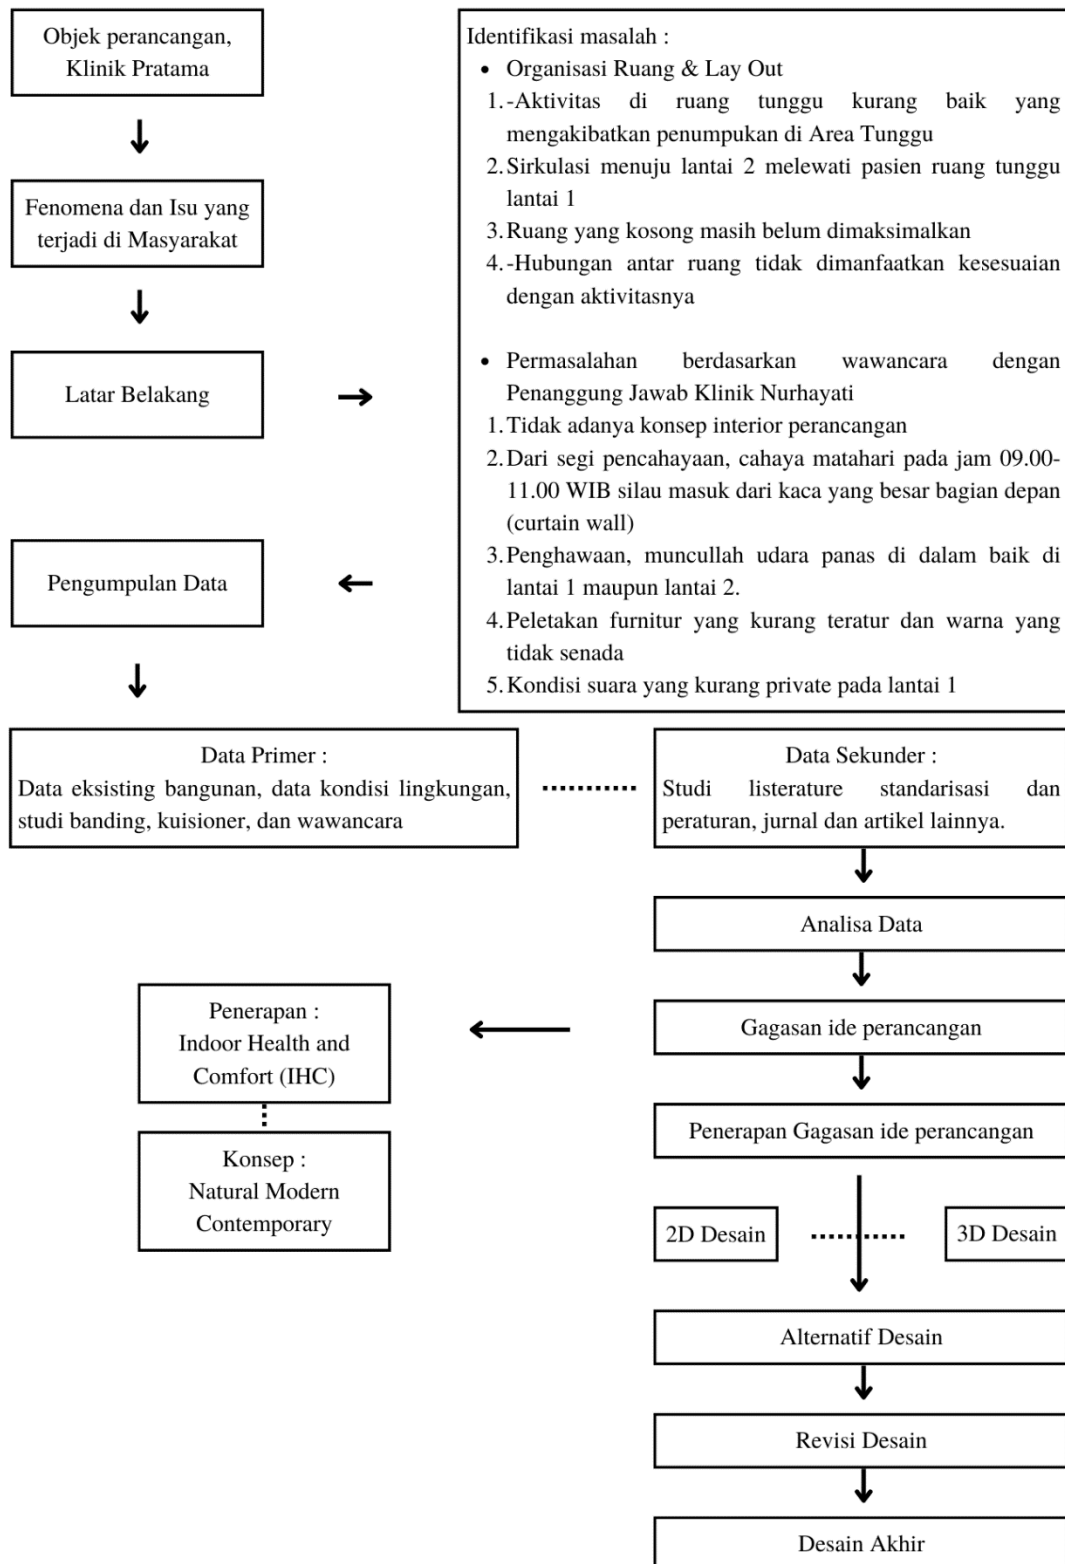 Objek perancangan,
Klinik Pratama
Fenomena dan Isu yang
terjadi di Masyarakat
Latar Belakang
Identifikasi masalah :
• Organisasi Ruang & Lay Out
1.-Aktivitas di ruang tunggu kurang baik yang
mengakibatkan penumpukan di Area Tunggu
2.Sirkulasi menuju lantai 2 melewati pasien ruang tunggu
lantai 1
3.Ruang yang kosong masih belum dimaksimalkan
4.-Hubungan antar ruang tidak dimanfaatkan kesesuaian
dengan aktivitasnya
• Permasalahan berdasarkan wawancara dengan
Penanggung Jawab Klinik Nurhayati
1.Tidak adanya konsep interior perancangan
2.Dari segi pencahayaan, cahaya matahari pada jam 09.00-
11.00 WIB silau masuk dari kaca yang besar bagian depan
(curtain wall)
3.Penghawaan, muncullah udara panas di dalam baik di
lantai 1 maupun lantai 2.
4.Peletakan furnitur yang kurang teratur dan warna yang
tidak senada
5.Kondisi suara yang kurang private pada lantai 1
Pengumpulan Data
Data Primer :
Data eksisting bangunan, data kondisi lingkungan,
studi banding, kuisioner, dan wawancara
Data Sekunder :
Studi listerature standarisasi dan
peraturan, jurnal dan artikel lainnya.
Analisa Data
Gagasan ide perancangan
Penerapan :
Indoor Health and
Comfort (IHC)
Konsep :
Natural Modern
Contemporary
Penerapan Gagasan ide perancangan
2D Desain
3D Desain
Alternatif Desain
Revisi Desain
Desain Akhir